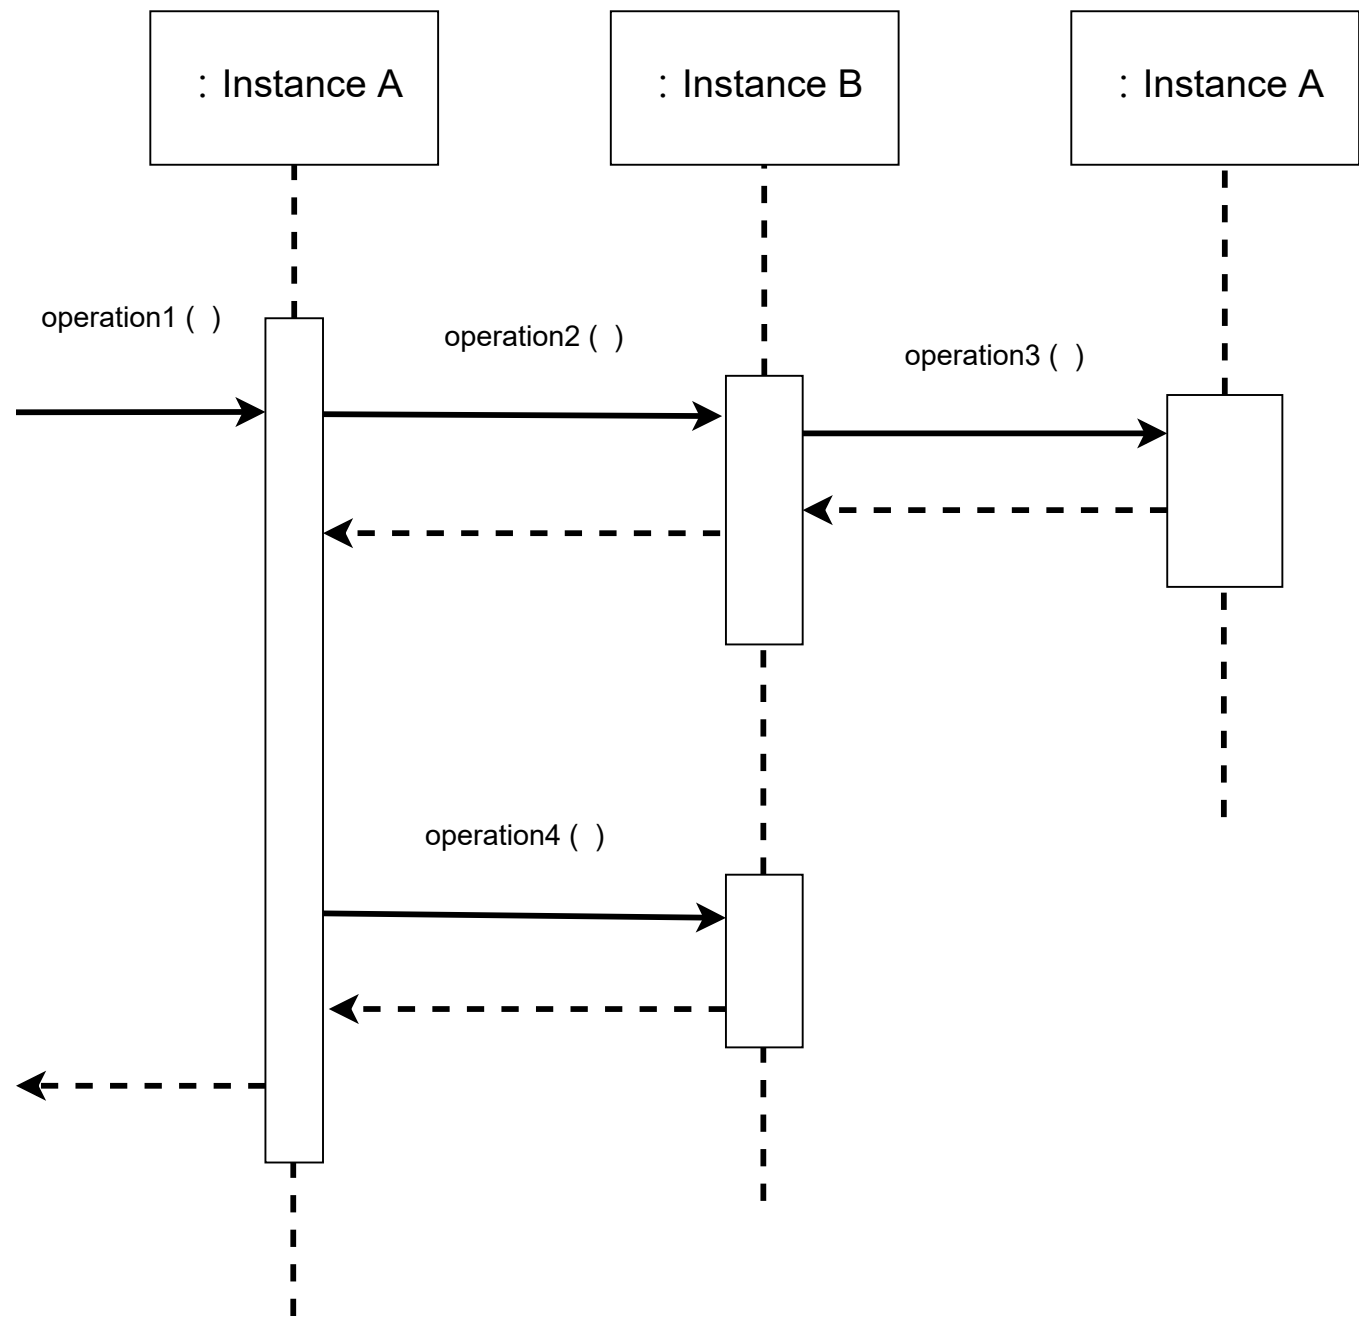 : Instance A
: Instance B
: Instance A
operation1 ( )
operation2 ( )
operation3 ( )
operation4 ( )